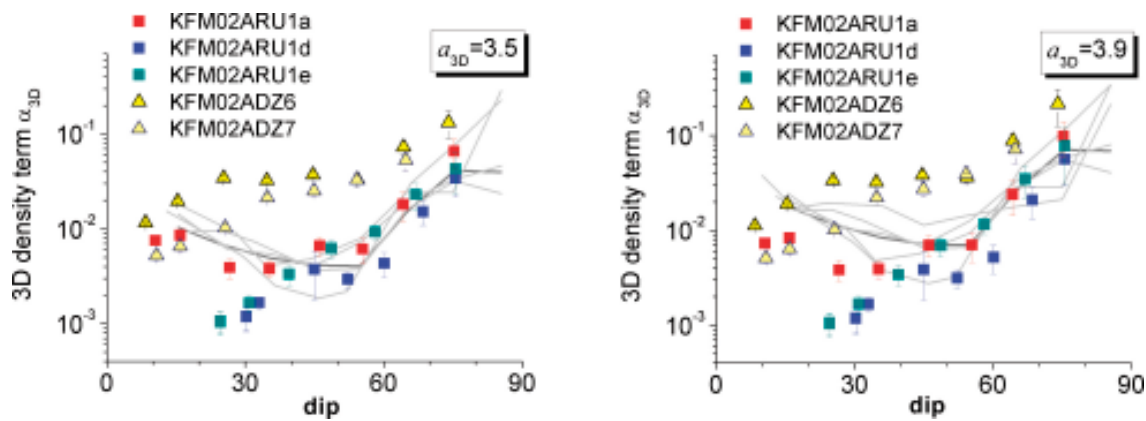 KFM02ARU1a
KFM02ARU1d
KFM02ARU1e
KFM02ADZ6
KFM02ADZ7
a3D=3.5
3D density term α3D
10-1
10-2
10-3
0 30 60 90
dip
KFM02ARU1a
KFM02ARU1d
KFM02ARU1e
KFM02ADZ6
KFM02ADZ7
a3D=3.9
3D density term α3D
10-1
10-2
10-3
0 30 60 90
dip